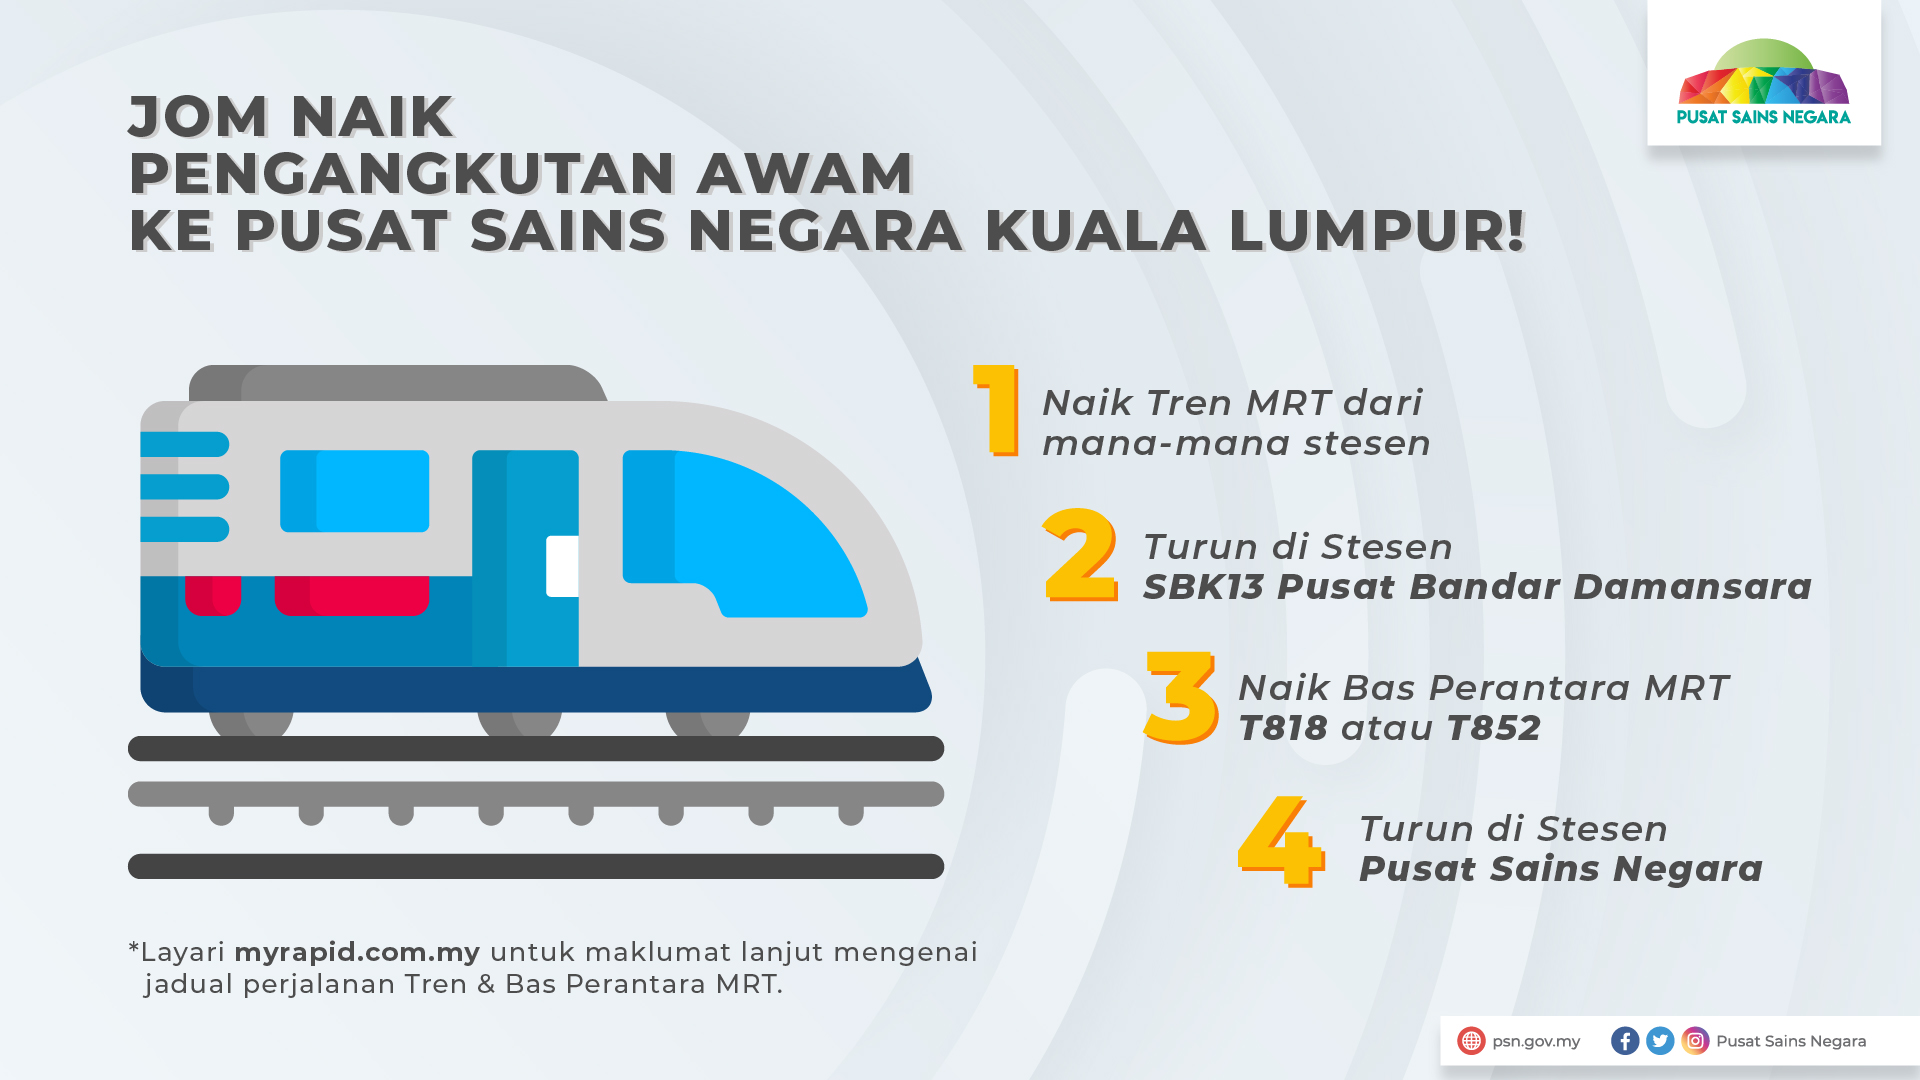 PUSAT SAINS NEGARA
JOM NAIK
PENGANGKUTAN AWAM
KE PUSAT SAINS NEGARA KUALA LUMPUR!
1
Naik Tren MRT dari
mana-mana stesen
2
Turun di Stesen
SBK13 Pusat Bandar Damansara
3
Naik Bas Perantara MRT
T818 atau T852
4
Turun di Stesen
Pusat Sains Negara
*Layari myrapid.com.my untuk maklumat lanjut mengenai
jadual perjalanan Tren & Bas Perantara MRT.
psn.gov.my Pusat Sains Negara